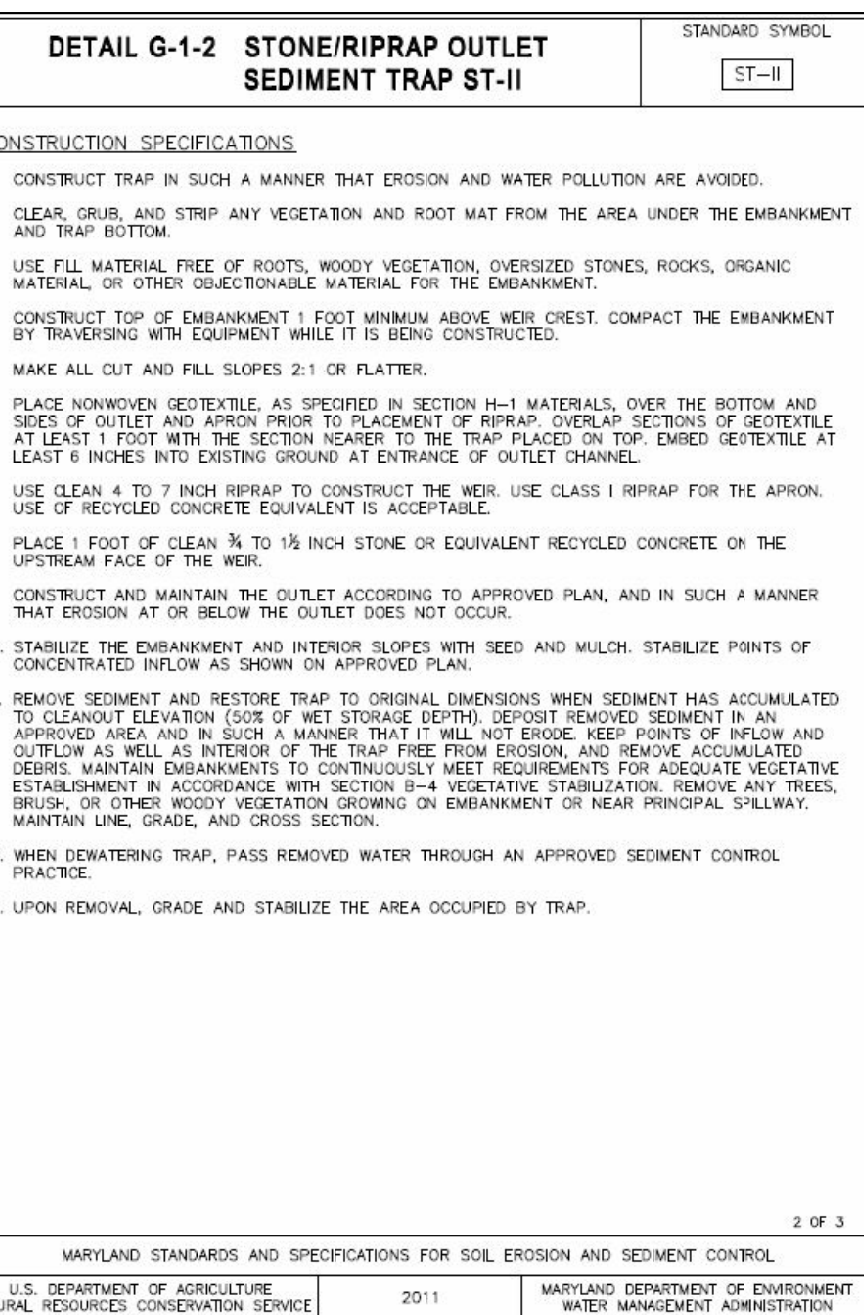 DETAIL G-1-2 STONE/RIPRAP OUTLET
SEDIMENT TRAP ST-II
STANDARD SYMBOL
ST-II
ONSTRUCTION SPECIFICATIONS
CONSTRUCT TRAP IN SUCH A MANNER THAT EROSION AND WATER POLLUTION ARE AVOIDED.
CLEAR, GRUB, AND STRIP ANY VEGETATION AND ROOT MAT FROM THE AREA UNDER THE EMBANKMENT
AND TRAP BOTTOM.
USE FILL MATERIAL FREE OF ROOTS, WOODY VEGETATION, OVERSIZED STONES, ROCKS, ORGANIC
MATERIAL, OR OTHER OBJECTIONABLE MATERIAL FOR THE EMBANKMENT.
CONSTRUCT TOP OF EMBANKMENT 1 FOOT MINIMUM ABOVE WEIR CREST. COMPACT THE EMBANKMENT
BY TRAVERSING WITH EQUIPMENT WHILE IT IS BEING CONSTRUCTED.
MAKE ALL CUT AND FILL SLOPES 2:1 OR FLATTER.
PLACE NONWOVEN GEOTEXTILE, AS SPECIFIED IN SECTION H-1 MATERIALS, OVER THE BOTTOM AND
SIDES OF OUTLET AND APRON PRIOR TO PLACEMENT OF RIPRAP. OVERLAP SECTIONS OF GEOTEXTILE
AT LEAST 1 FOOT WITH THE SECTION NEARER TO THE TRAP PLACED ON TOP. EMBED GEOTEXTILE AT
LEAST 6 INCHES INTO EXISTING GROUND AT ENTRANCE OF OUTLET CHANNEL.
USE CLEAN 4 TO 7 INCH RIPRAP TO CONSTRUCT THE WEIR. USE CLASS I RIPRAP FOR THE APRON.
USE OF RECYCLED CONCRETE EQUIVALENT IS ACCEPTABLE.
PLACE 1 FOOT OF CLEAN ¾ TO 1½ INCH STONE OR EQUIVALENT RECYCLED CONCRETE ON THE
UPSTREAM FACE OF THE WEIR.
CONSTRUCT AND MAINTAIN THE OUTLET ACCORDING TO APPROVED PLAN, AND IN SUCH A MANNER
THAT EROSION AT OR BELOW THE OUTLET DOES NOT OCCUR.
. STABILIZE THE EMBANKMENT AND INTERIOR SLOPES WITH SEED AND MULCH. STABILIZE POINTS OF
CONCENTRATED INFLOW AS SHOWN ON APPROVED PLAN.
. REMOVE SEDIMENT AND RESTORE TRAP TO ORIGINAL DIMENSIONS WHEN SEDIMENT HAS ACCUMULATED
TO CLEANOUT ELEVATION (50% OF WET STORAGE DEPTH). DEPOSIT REMOVED SEDIMENT IN AN
APPROVED AREA AND IN SUCH A MANNER THAT IT WILL NOT ERODE. KEEP POINTS OF INFLOW AND
OUTFLOW AS WELL AS INTERIOR OF THE TRAP FREE FROM EROSION, AND REMOVE ACCUMULATED
DEBRIS. MAINTAIN EMBANKMENTS TO CONTINUOUSLY MEET REQUIREMENTS FOR ADEQUATE VEGETATIVE
ESTABLISHMENT IN ACCORDANCE WITH SECTION B-4 VEGETATIVE STABILIZATION. REMOVE ANY TREES,
BRUSH, OR OTHER WOODY VEGETATION GROWING ON EMBANKMENT OR NEAR PRINCIPAL SPILLWAY.
MAINTAIN LINE, GRADE, AND CROSS SECTION.
. WHEN DEWATERING TRAP, PASS REMOVED WATER THROUGH AN APPROVED SEDIMENT CONTROL
PRACTICE.
. UPON REMOVAL, GRADE AND STABILIZE THE AREA OCCUPIED BY TRAP.
2 OF 3
MARYLAND STANDARDS AND SPECIFICATIONS FOR SOIL EROSION AND SEDIMENT CONTROL
U.S. DEPARTMENT OF AGRICULTURE
URAL RESOURCES CONSERVATION SERVICE
2011
MARYLAND DEPARTMENT OF ENVIRONMENT
WATER MANAGEMENT ADMINISTRATION